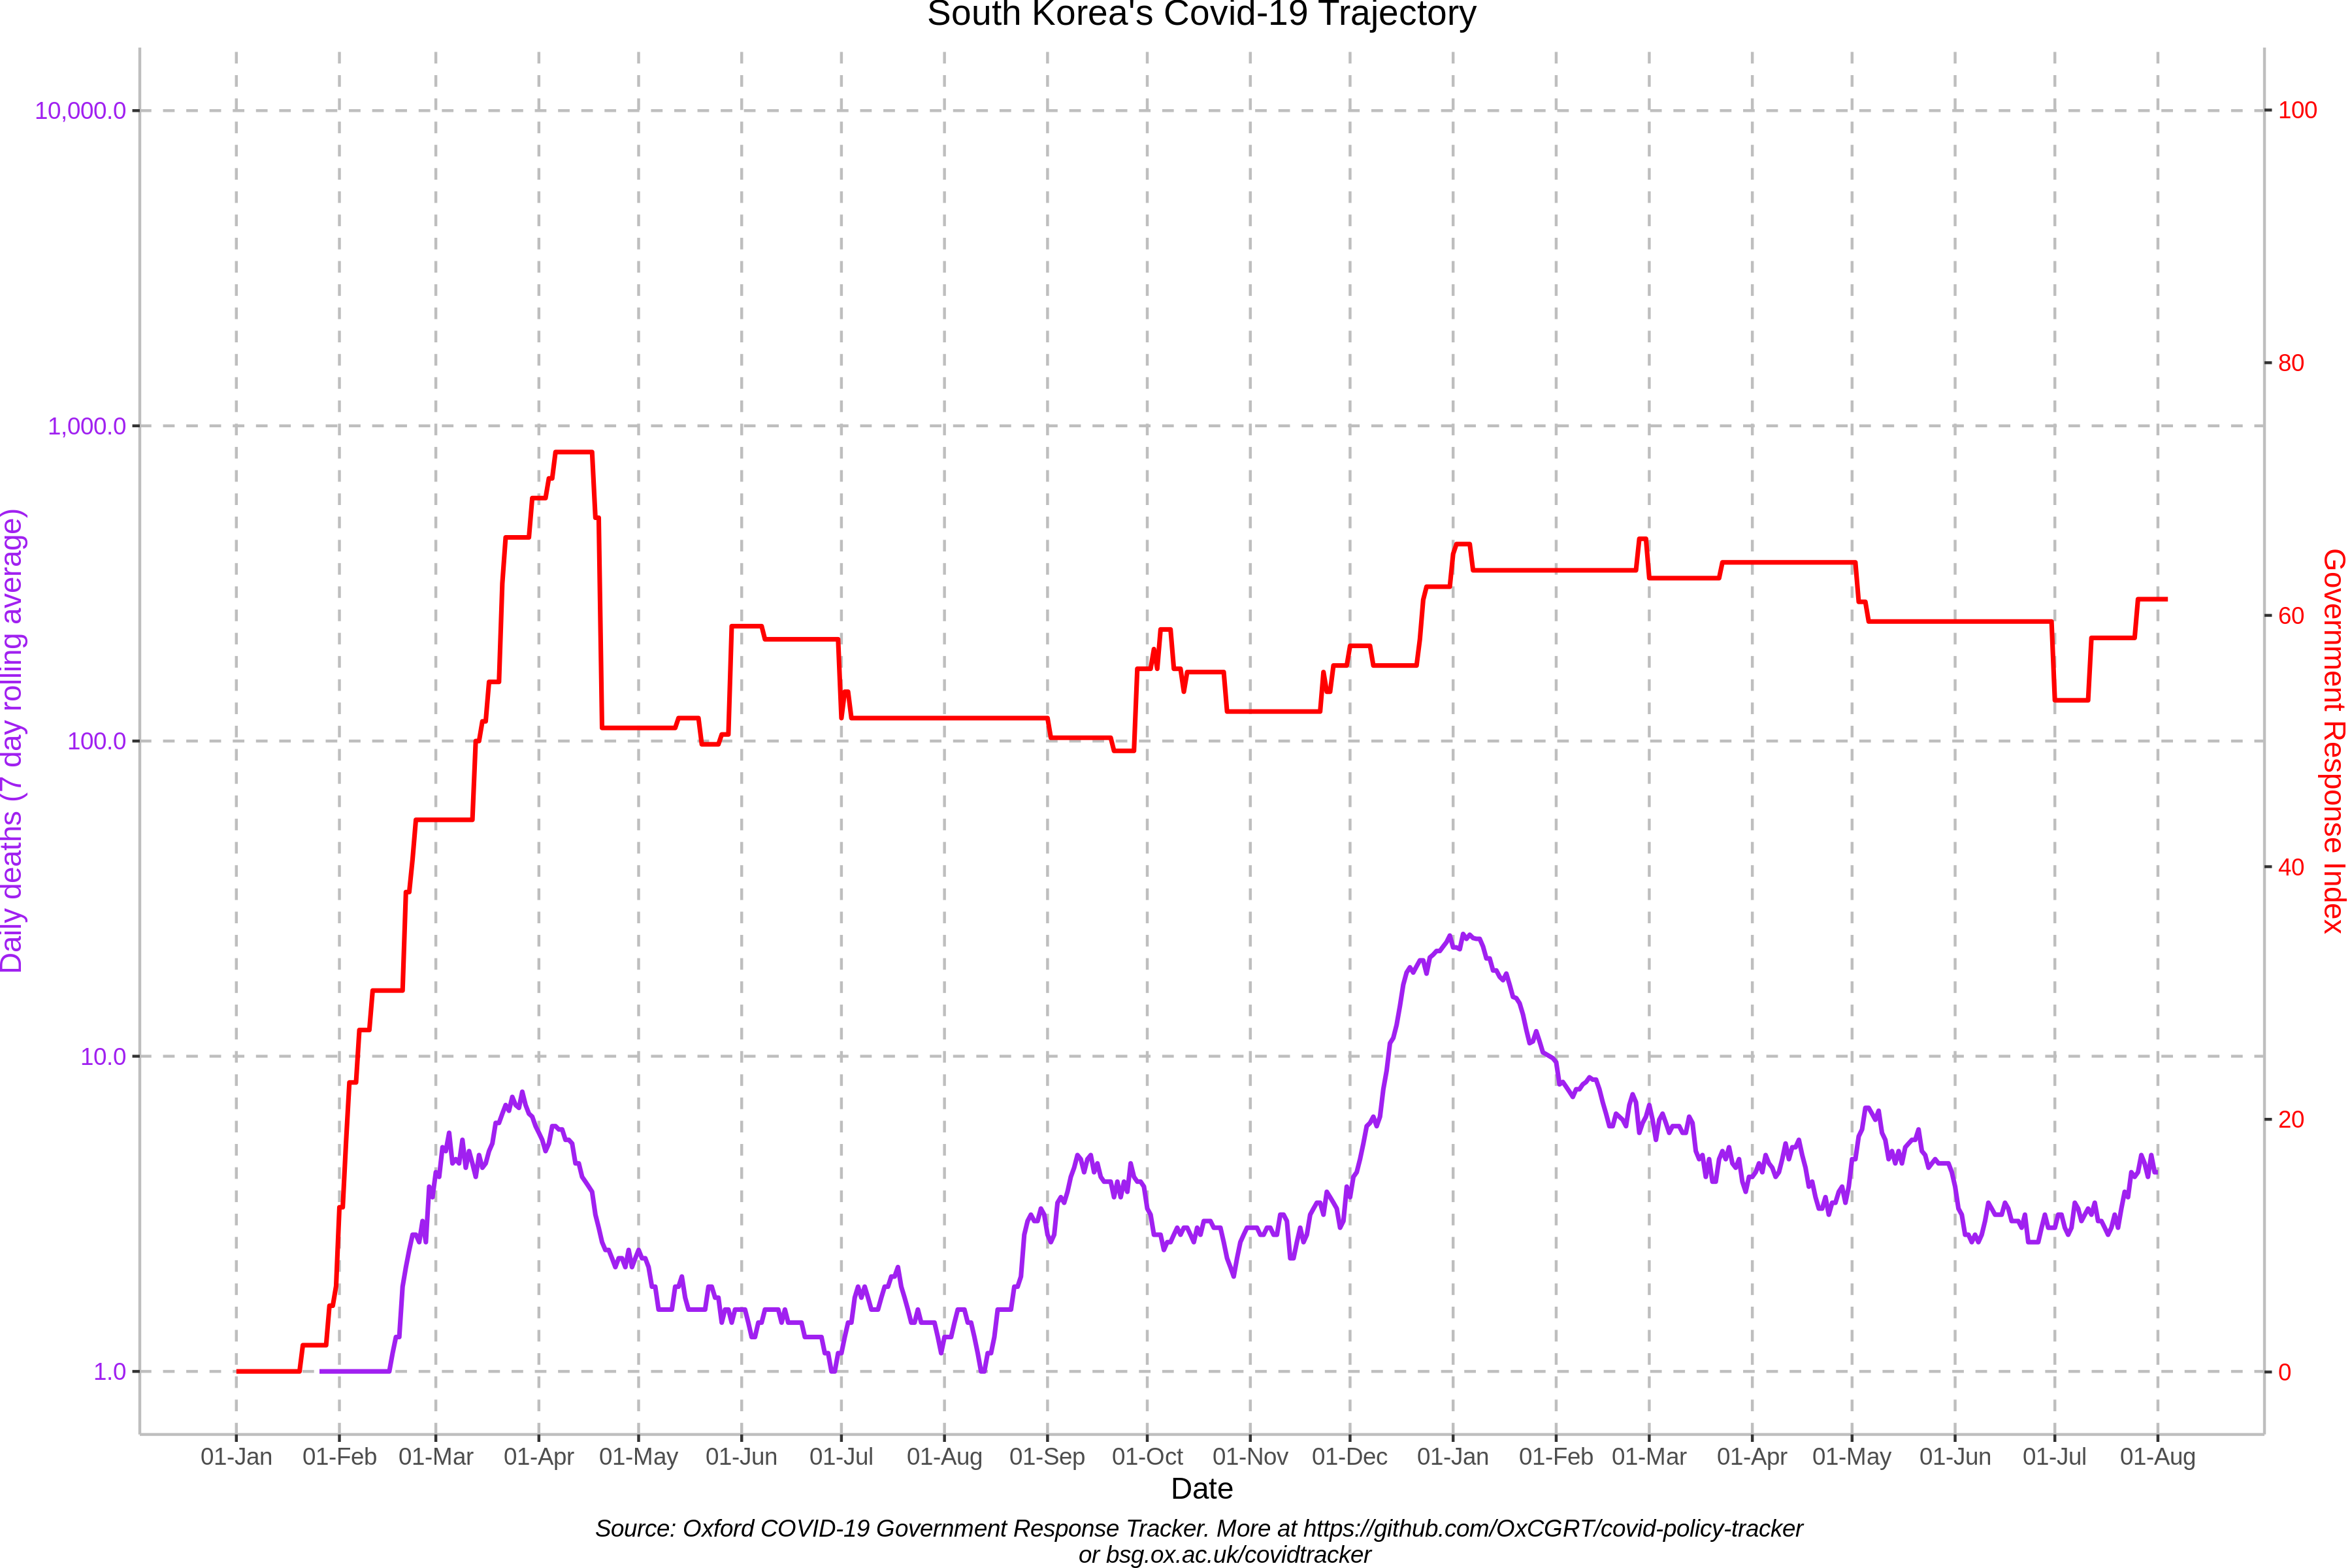 South Korea's Covid-19 Trajectory
10,000.0
1,000.0
100.0
10.0
1.0
Daily deaths (7 day rolling average)
100
80
60
40
20
0
Government Response Index
01-Jan 01-Feb 01-Mar 01-Apr 01-May 01-Jun 01-Jul 01-Aug 01-Sep 01-Oct 01-Nov 01-Dec 01-Jan 01-Feb 01-Mar 01-Apr 01-May 01-Jun 01-Jul 01-Aug
Date
Source: Oxford COVID-19 Government Response Tracker. More at https://github.com/OxCGRT/covid-policy-tracker
or bsg.ox.ac.uk/covidtracker